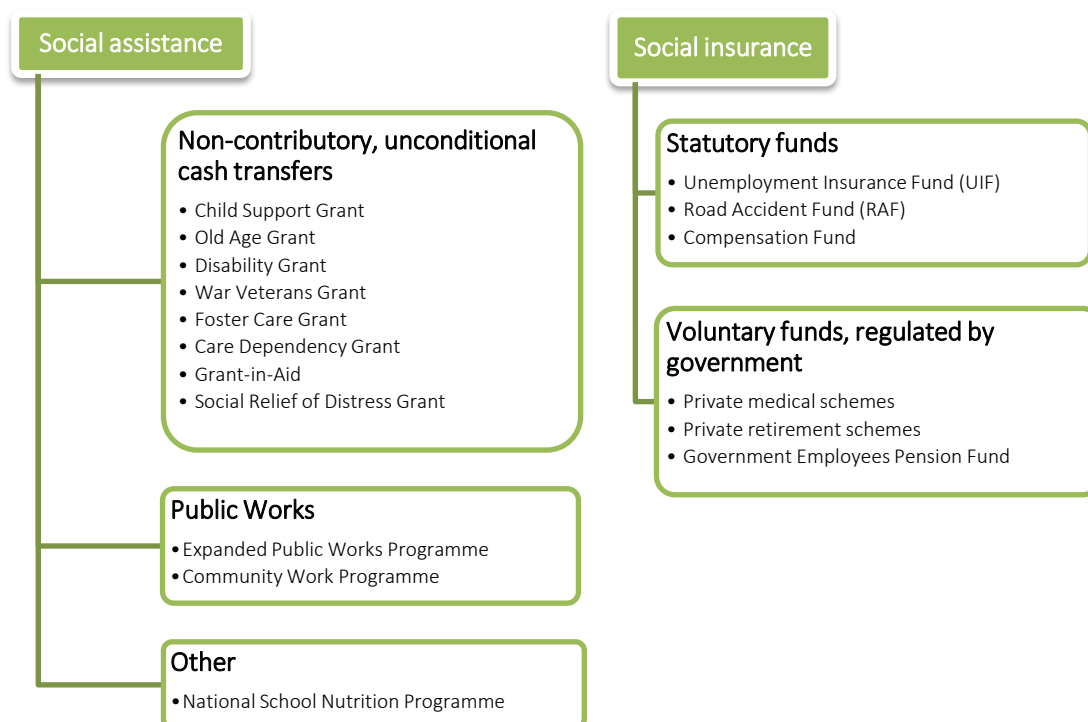 Social assistance
Non-contributory, unconditional
cash transfers
• Child Support Grant
• Old Age Grant
• Disability Grant
• War Veterans Grant
• Foster Care Grant
• Care Dependency Grant
• Grant-in-Aid
• Social Relief of Distress Grant
Public Works
• Expanded Public Works Programme
• Community Work Programme
Other
• National School Nutrition Programme
Social insurance
Statutory funds
• Unemployment Insurance Fund (UIF)
• Road Accident Fund (RAF)
• Compensation Fund
Voluntary funds, regulated by
government
• Private medical schemes
• Private retirement schemes
• Government Employees Pension Fund